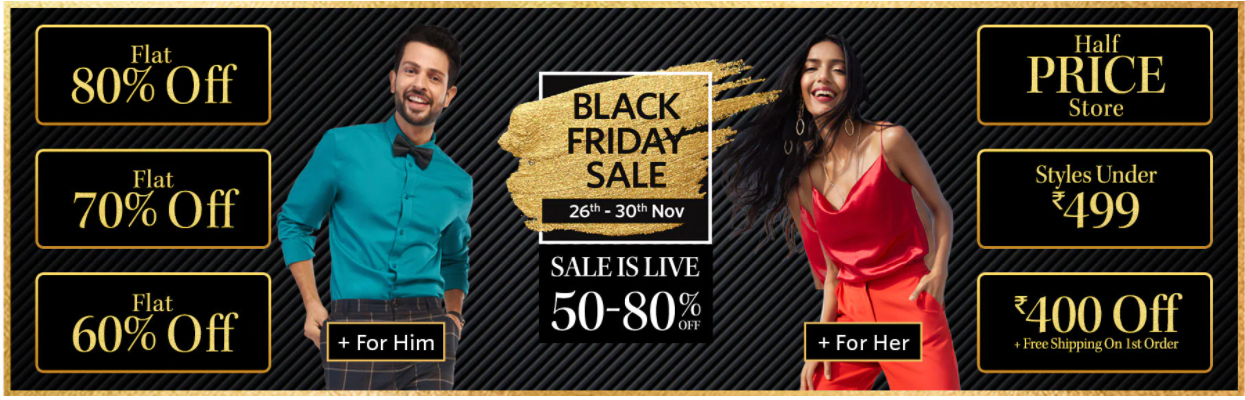 Flat
80% Off
Flat
70% Off
Flat
60% Off
+ For Him
BLACK
FRIDAY
SALE
26th - 30th Nov
SALE IS LIVE
50-80%
OFF
+ For Her
Half
PRICE
Store
Styles Under
₹499
₹400 Off
+ Free Shipping On 1st Order